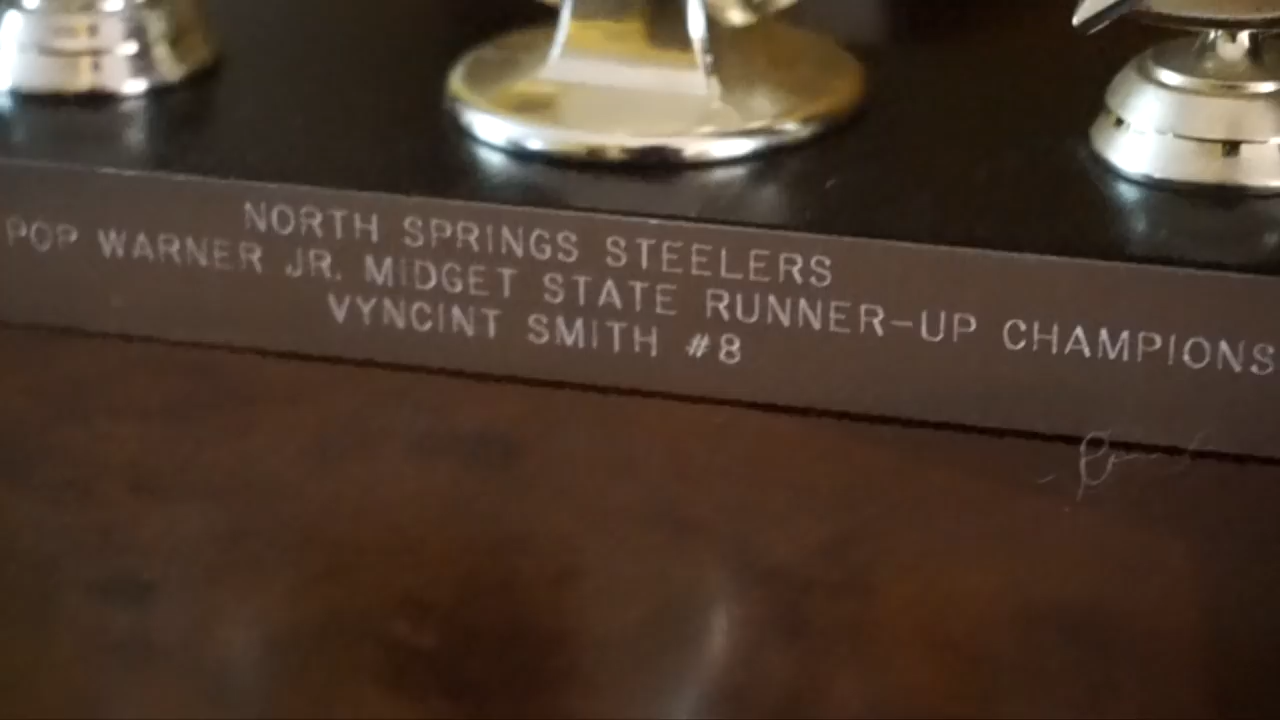 NORTH SPRINGS STEELERS
POP WARNER JR. MIDGET STATE RUNNER-UP CHAMPIONS
VYNCINT SMITH #8